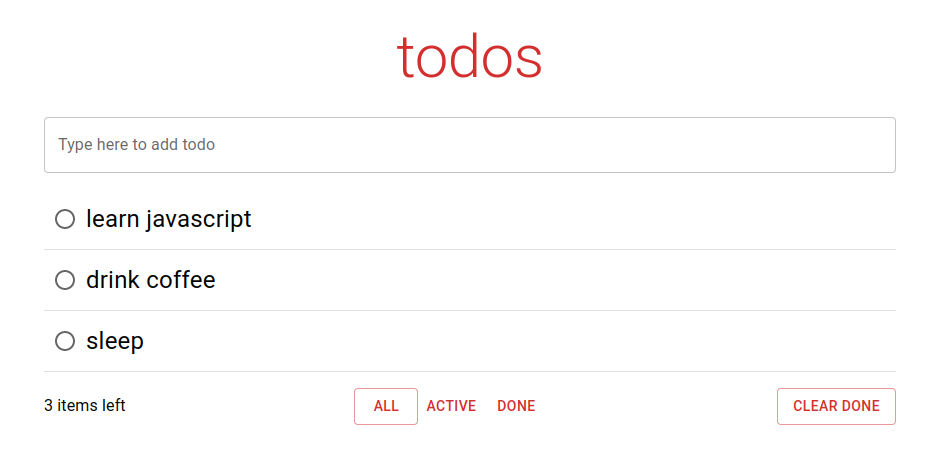 todos
Type here to add todo
learn javascript
drink coffee
sleep
3 items left ALL ACTIVE DONE CLEAR DONE